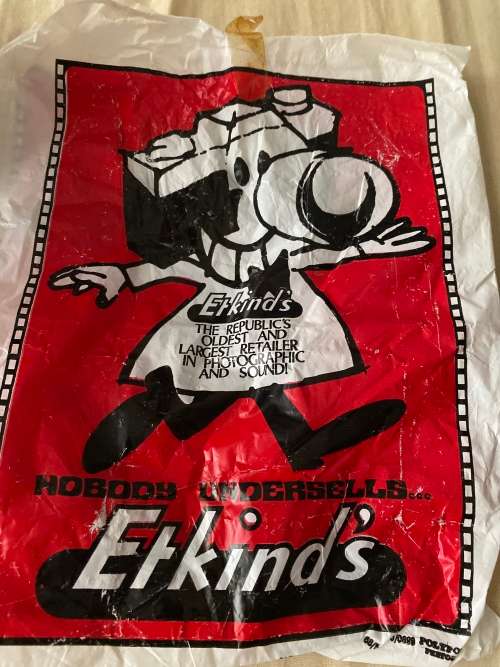 Etkind's
THE REPUBLIC'S
OLDEST AND
LARGEST RETAILER
IN PHOTOGRAPHIC
AND SOUND!
NOBODY UNDERSELLS...
Etkind's